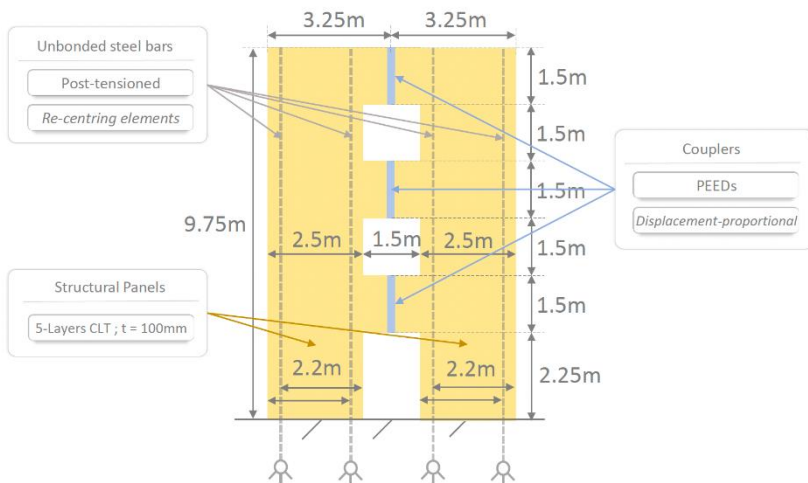 3.25m 3.25m
Unbonded steel bars
Post-tensioned
Re-centring elements
1.5m
1.5m
Couplers
PEEDs
Displacement-proportional
1.5m
9.75m
2.5m 1.5m 2.5m
1.5m
Structural Panels
5-Layers CLT ; t = 100mm
1.5m
2.2m 2.2m
2.25m